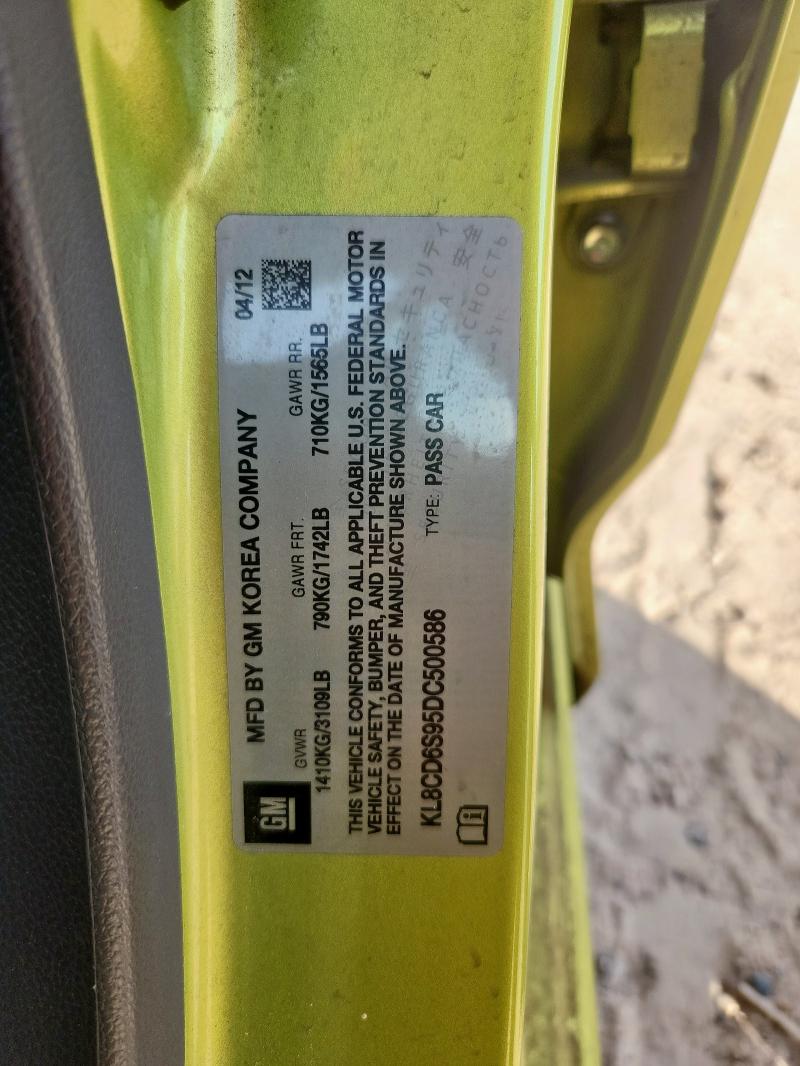 MFD BY GM KOREA COMPANY 04/12
GM
GVWR GAWR FRT. GAWR RR.
1410KG/3109LB 790KG/1742LB 710KG/1565LB
THIS VEHICLE CONFORMS TO ALL APPLICABLE U.S. FEDERAL MOTOR
VEHICLE SAFETY, BUMPER, AND THEFT PREVENTION STANDARDS IN
EFFECT ON THE DATE OF MANUFACTURE SHOWN ABOVE.
KL8CD6S95DC500586 TYPE: PASS CAR
安全